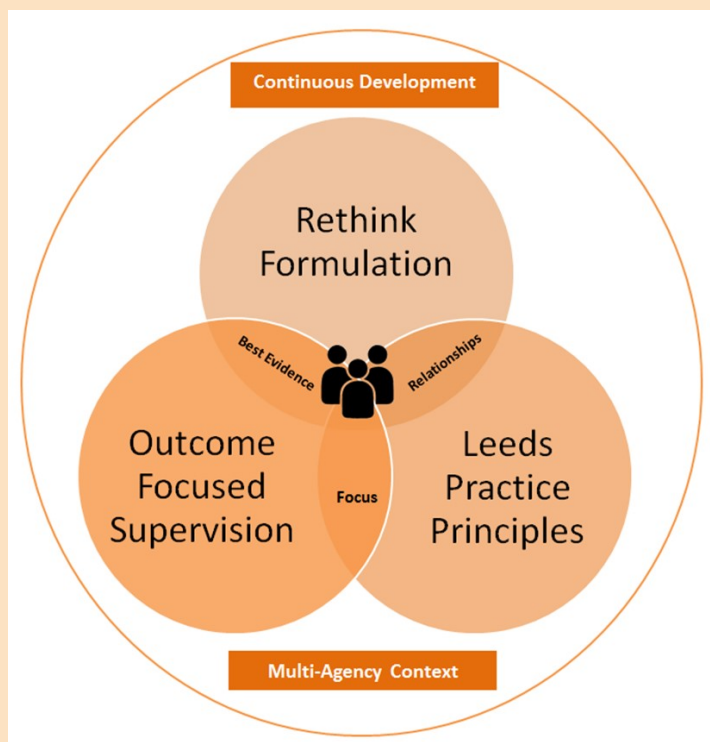 Continuous Development
Rethink
Formulation
Best Evidence
Relationships
Outcome
Focused
Supervision
Leeds
Practice
Principles
Focus
Multi-Agency Context